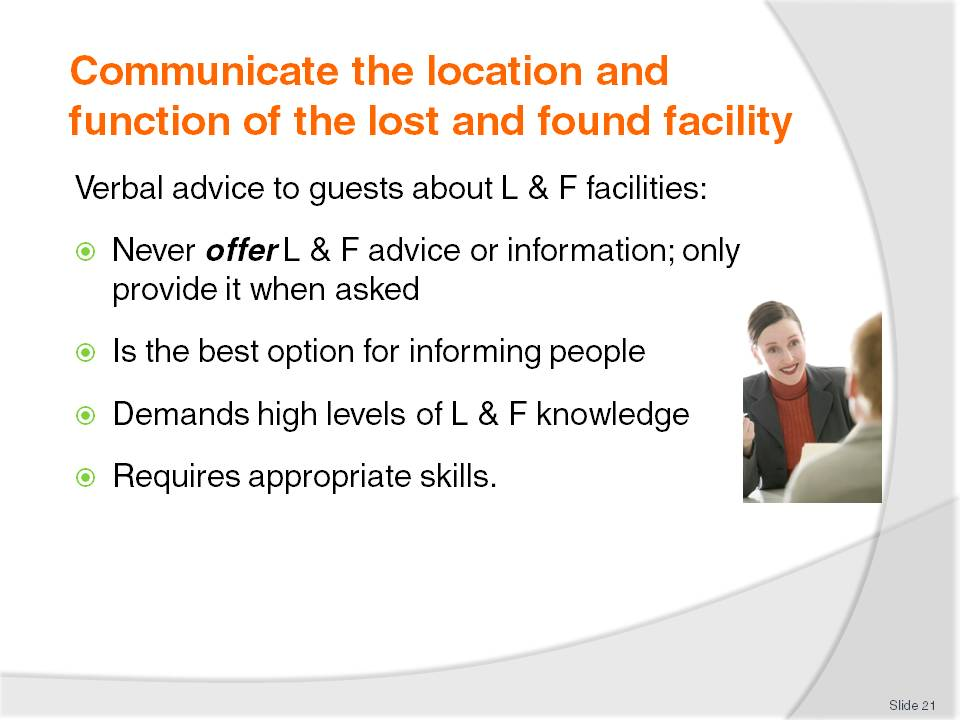 Communicate the location and
function of the lost and found facility
Verbal advice to guests about L & F facilities:
Never offer L & F advice or information; only
provide it when asked
Is the best option for informing people
Demands high levels of L & F knowledge
Requires appropriate skills.
Slide 21